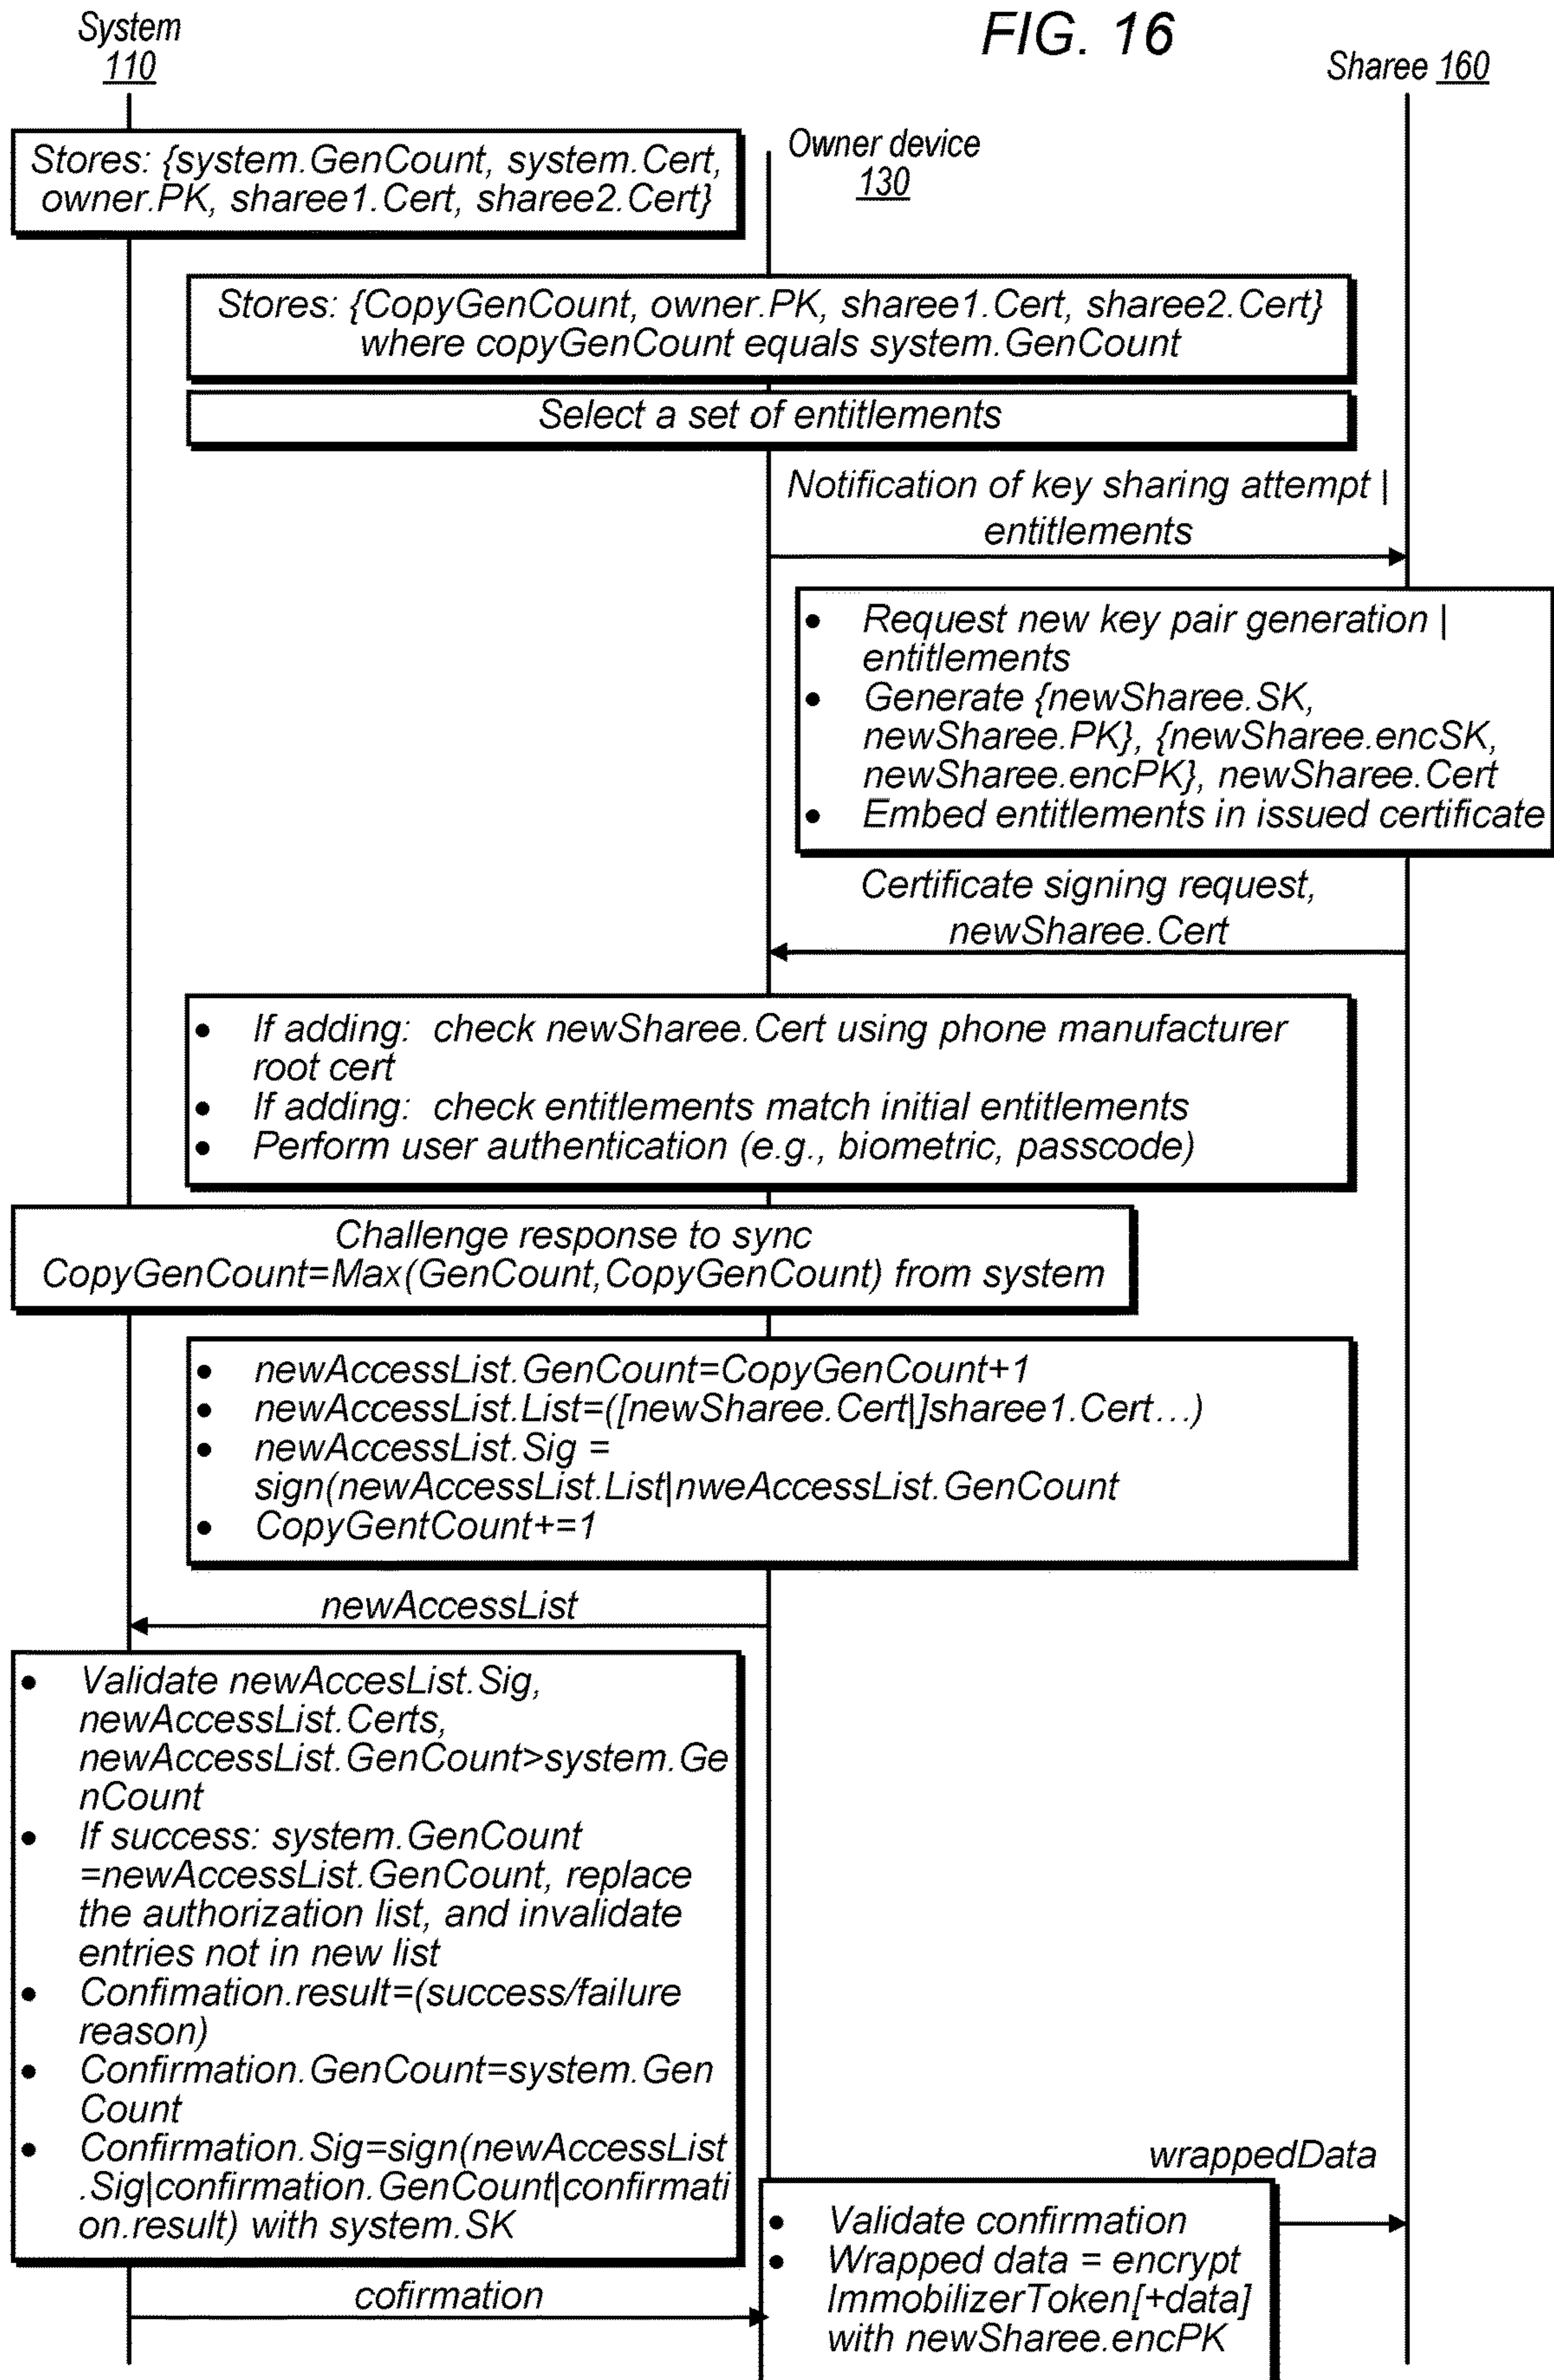 FIG. 16
System
110
Sharee 160
Owner device
130
Stores: {system.GenCount, system.Cert,
owner.PK, sharee1.Cert, sharee2.Cert}
Stores: {CopyGenCount, owner.PK, sharee1.Cert, sharee2.Cert}
where copyGenCount equals system.GenCount
Select a set of entitlements
Notification of key sharing attempt |
entitlements
• Request new key pair generation |
entitlements
• Generate {newSharee.SK,
newSharee.PK}, {newSharee.encSK,
newSharee.encPK}, newSharee.Cert
• Embed entitlements in issued certificate
Certificate signing request,
newSharee.Cert
• If adding: check newSharee.Cert using phone manufacturer
root cert
• If adding: check entitlements match initial entitlements
• Perform user authentication (e.g., biometric, passcode)
Challenge response to sync
CopyGenCount=Max(GenCount,CopyGenCount) from system
• newAccessList.GenCount=CopyGenCount+1
• newAccessList.List=([newSharee.Cert|]sharee1.Cert…)
• newAccessList.Sig =
sign(newAccessList.List|nweAccessList.GenCount
• CopyGentCount+=1
newAccessList
• Validate newAccesList.Sig,
newAccessList.Certs,
newAccessList.GenCount>system.Ge
nCount
• If success: system.GenCount
=newAccessList.GenCount, replace
the authorization list, and invalidate
entries not in new list
• Confimation.result=(success/failure
reason)
• Confirmation.GenCount=system.Gen
Count
• Confirmation.Sig=sign(newAccessList
.Sig|confirmation.GenCount|confirmati
on.result) with system.SK
cofirmation
wrappedData
• Validate confirmation
• Wrapped data = encrypt
ImmobilizerToken[+data]
with newSharee.encPK